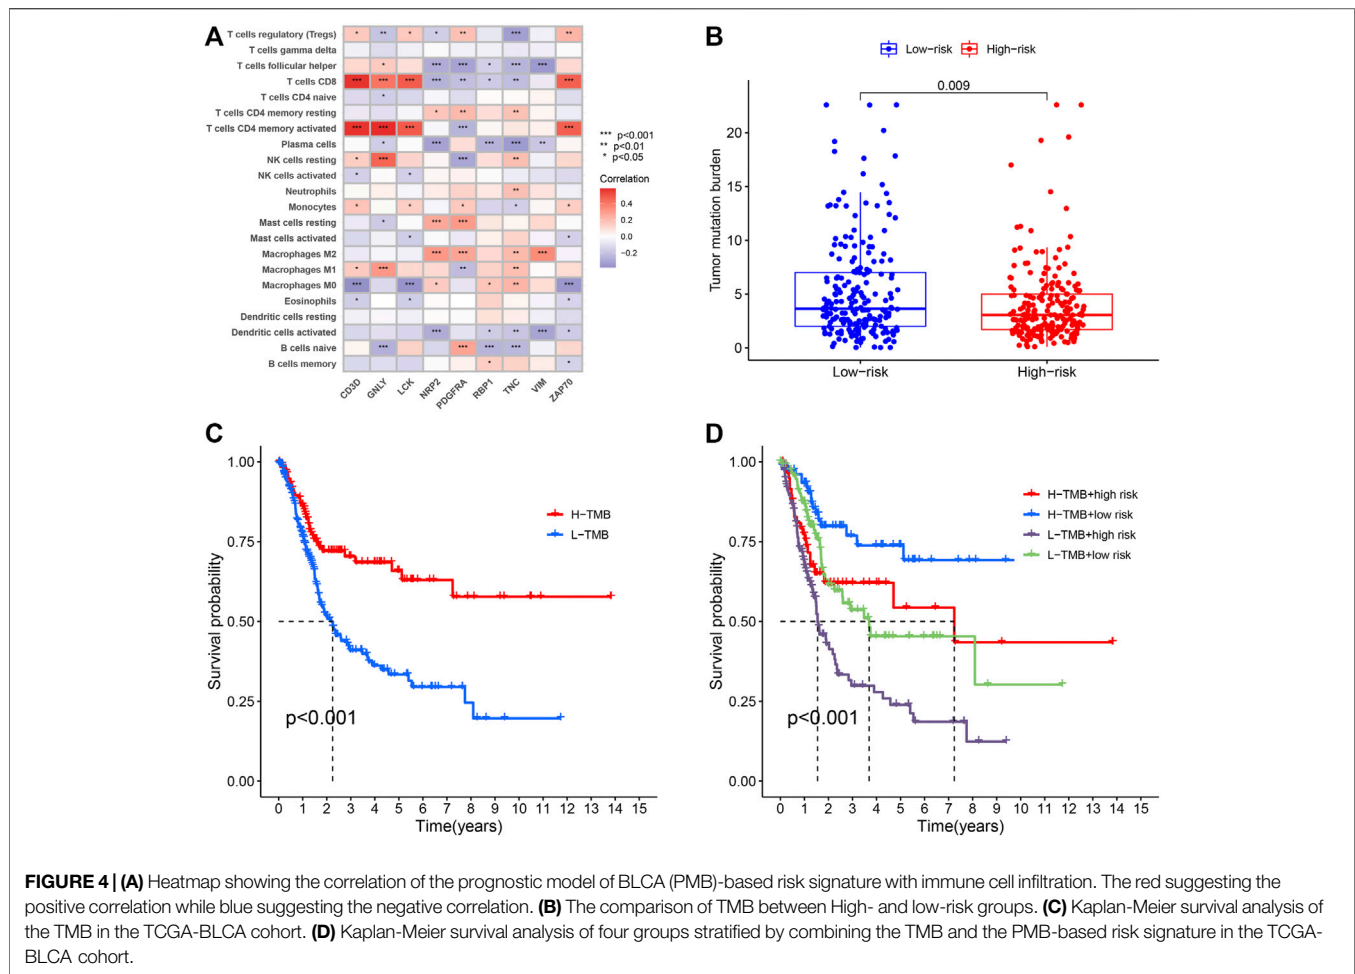 A
T cells regulatory (Tregs) * ** * * ** *** **
T cells gamma delta
T cells follicular helper * *** *** * *** ***
T cells CD8 *** *** *** *** ** * ** ***
T cells CD4 naive *
T cells CD4 memory resting * ** **
T cells CD4 memory activated *** *** *** *** ***
Plasma cells * *** *** *** **
NK cells resting * *** *** **
NK cells activated * *
Neutrophils **
Monocytes * * * * *
Mast cells resting * *** ***
Mast cells activated * *
Macrophages M2 *** *** ** ***
Macrophages M1 * *** ** **
Macrophages M0 *** *** * * ** ***
Eosinophils * * *
Dendritic cells resting
Dendritic cells activated *** * ** *** *
B cells naive *** *** *** ***
B cells memory * *
CD3D GNLY LCK NRP2 PDGFRA RBP1 TNC VIM ZAP70
*** p<0.001
** p<0.01
* p<0.05
Correlation
0.4
0.2
0.0
−0.2
B
Low−risk High−risk
0.009
Tumor mutation burden
20
15
10
5
0
Low−risk High−risk
C
H−TMB
L−TMB
Survival probability
1.00
0.75
0.50
0.25
0.00
p<0.001
0 1 2 3 4 5 6 7 8 9 10 11 12 13 14 15
Time(years)
D
H−TMB+high risk
H−TMB+low risk
L−TMB+high risk
L−TMB+low risk
Survival probability
1.00
0.75
0.50
0.25
0.00
p<0.001
0 1 2 3 4 5 6 7 8 9 10 11 12 13 14 15
Time(years)
FIGURE 4 | (A) Heatmap showing the correlation of the prognostic model of BLCA (PMB)-based risk signature with immune cell infiltration. The red suggesting the
positive correlation while blue suggesting the negative correlation. (B) The comparison of TMB between High- and low-risk groups. (C) Kaplan-Meier survival analysis of
the TMB in the TCGA-BLCA cohort. (D) Kaplan-Meier survival analysis of four groups stratified by combining the TMB and the PMB-based risk signature in the TCGA-
BLCA cohort.